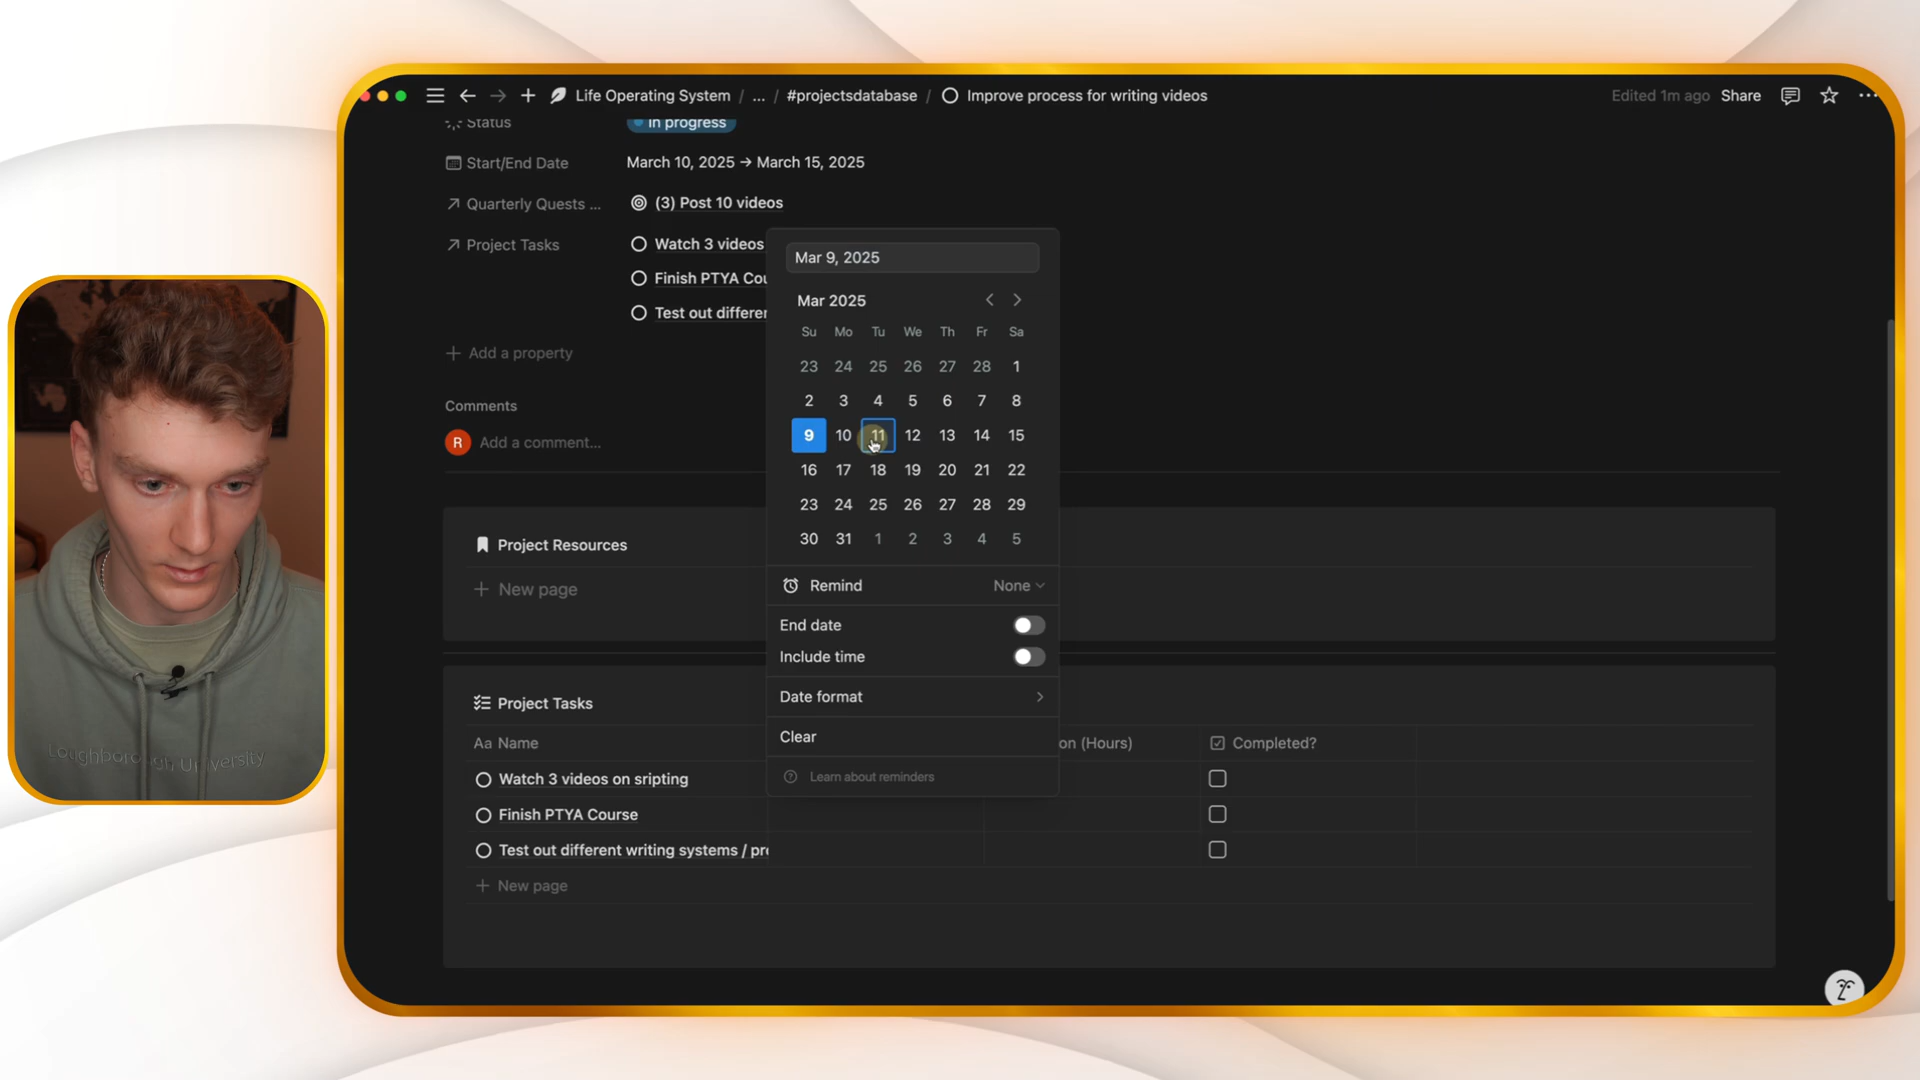 Life Operating System / ... / #projectsdatabase / Improve process for writing videos
Edited 1m ago Share
Status In progress
Start/End Date March 10, 2025 → March 15, 2025
Quarterly Quests ... (3) Post 10 videos
Project Tasks Watch 3 videos
Finish PTYA Cou
Test out differer
+ Add a property
Comments
R Add a comment...
Mar 9, 2025
Mar 2025
Su Mo Tu We Th Fr Sa
23 24 25 26 27 28 1
2 3 4 5 6 7 8
9 10 11 12 13 14 15
16 17 18 19 20 21 22
23 24 25 26 27 28 29
30 31 1 2 3 4 5
Remind None
End date
Include time
Date format
Clear
Learn about reminders
Project Resources
+ New page
Project Tasks
Aa Name on (Hours) Completed?
Watch 3 videos on sripting
Finish PTYA Course
Test out different writing systems / pro
+ New page
Loughborough University